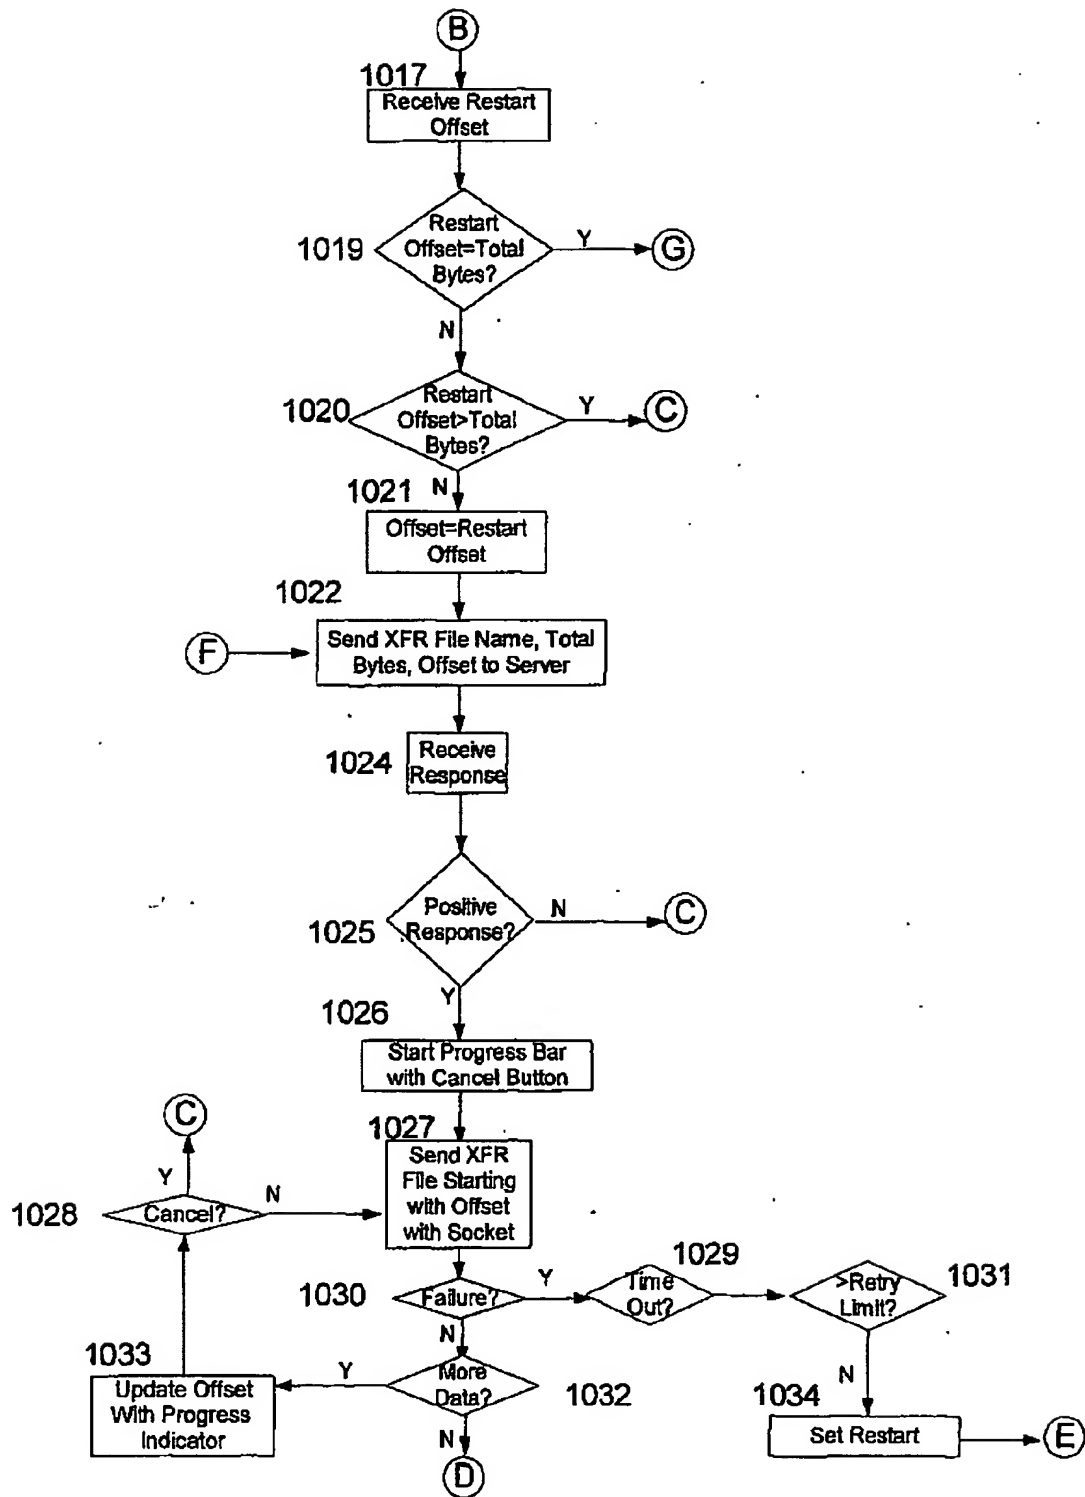 B
1017
Receive Restart
Offset
1019
Restart
Offset=Total
Bytes?
Y
G
N
1020
Restart
Offset>Total
Bytes?
Y
C
1021
N
Offset=Restart
Offset
1022
F
Send XFR File Name, Total
Bytes, Offset to Server
1024
Receive
Response
1025
Positive
Response?
N
C
Y
1026
Start Progress Bar
with Cancel Button
C
1027
Send XFR
File Starting
with Offset
with Socket
Y
1028
Cancel?
N
1029
1030
Failure?
Y
Time
Out?
>Retry
Limit?
1031
N
1033
Y
More
Data?
1032
N
1034
Update Offset
With Progress
Indicator
Set Restart
E
N
D